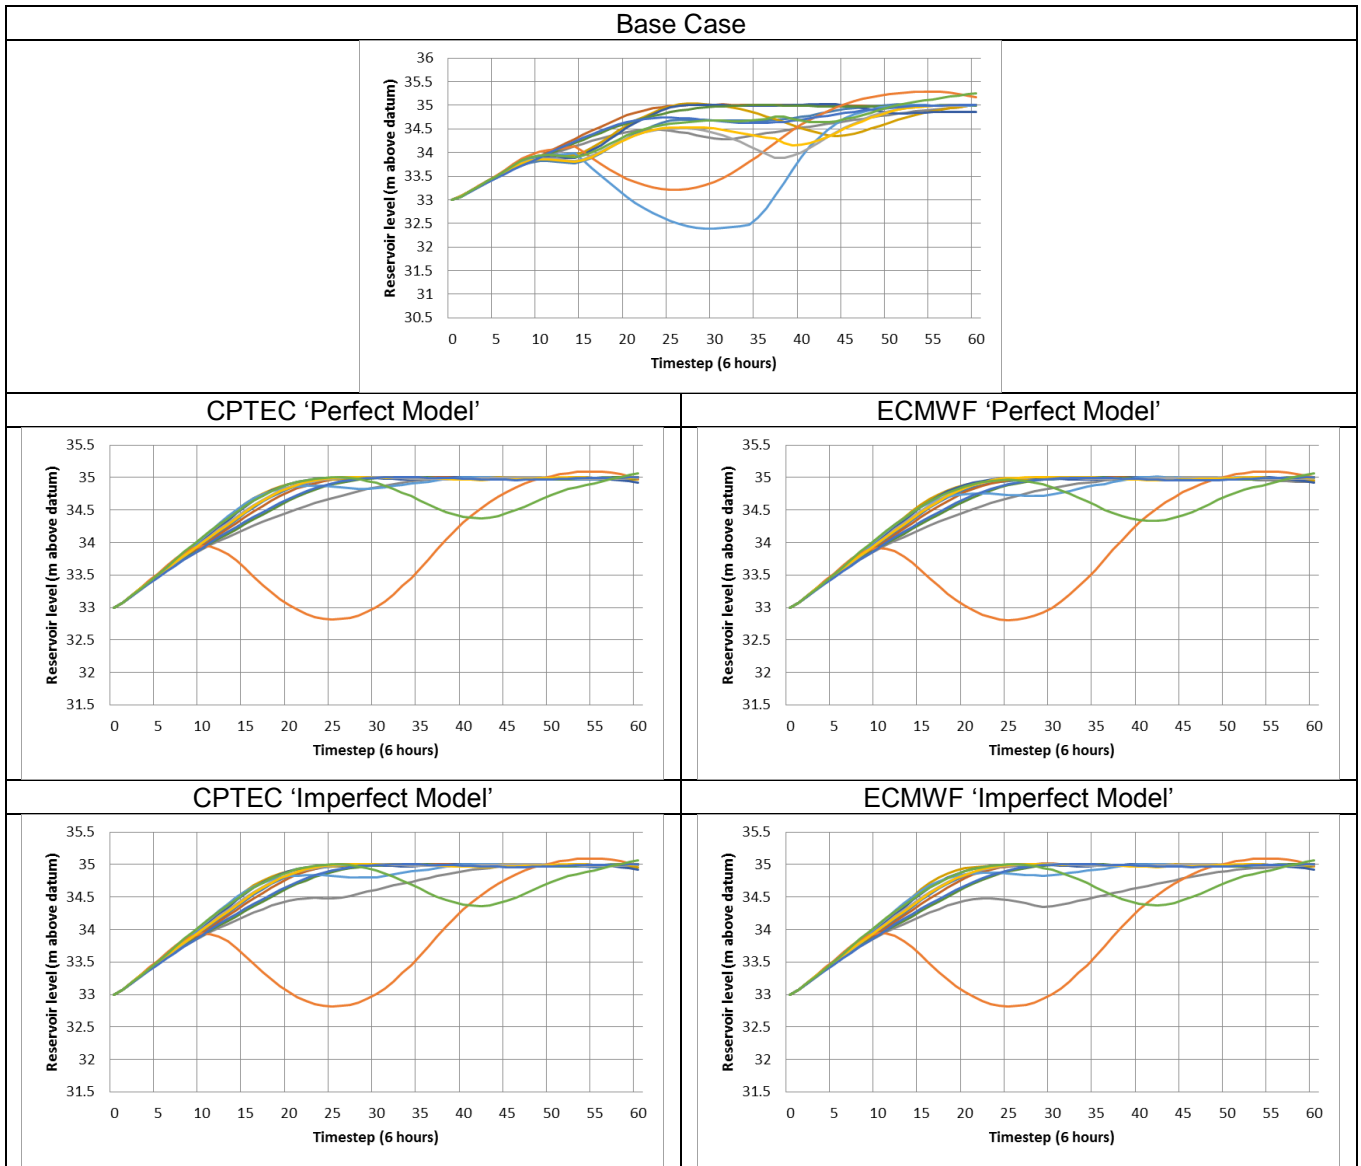 Base Case
Reservoir level (m above datum)
36
35.5
35
34.5
34
33.5
33
32.5
32
31.5
31
30.5
0 5 10 15 20 25 30 35 40 45 50 55 60
Timestep (6 hours)
CPTEC ‘Perfect Model’
Reservoir level (m above datum)
35.5
35
34.5
34
33.5
33
32.5
32
31.5
0 5 10 15 20 25 30 35 40 45 50 55 60
Timestep (6 hours)
ECMWF ‘Perfect Model’
Reservoir level (m above datum)
35.5
35
34.5
34
33.5
33
32.5
32
31.5
0 5 10 15 20 25 30 35 40 45 50 55 60
Timestep (6 hours)
CPTEC ‘Imperfect Model’
Reservoir level (m above datum)
35.5
35
34.5
34
33.5
33
32.5
32
31.5
0 5 10 15 20 25 30 35 40 45 50 55 60
Timestep (6 hours)
ECMWF ‘Imperfect Model’
Reservoir level (m above datum)
35.5
35
34.5
34
33.5
33
32.5
32
31.5
0 5 10 15 20 25 30 35 40 45 50 55 60
Timestep (6 hours)